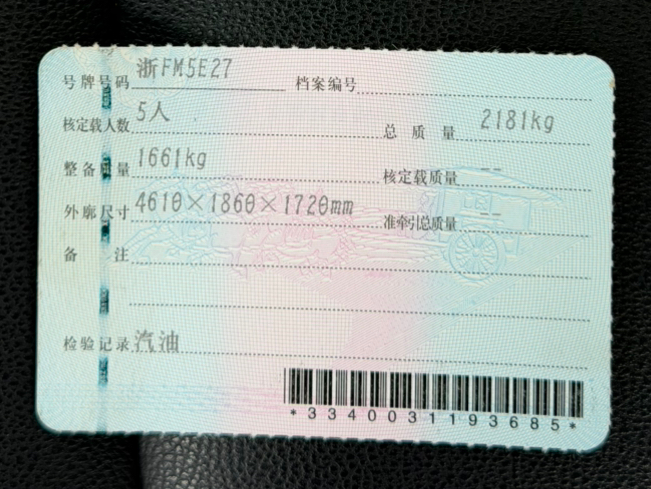 号牌号码 浙FM5E27 档案编号
核定载人数 5人 总质量 2181kg
整备质量 1661kg 核定载质量 --
外廓尺寸 4610×1860×1720mm 准牵引总质量 --
备注
检验记录 汽油
*3340031193685*